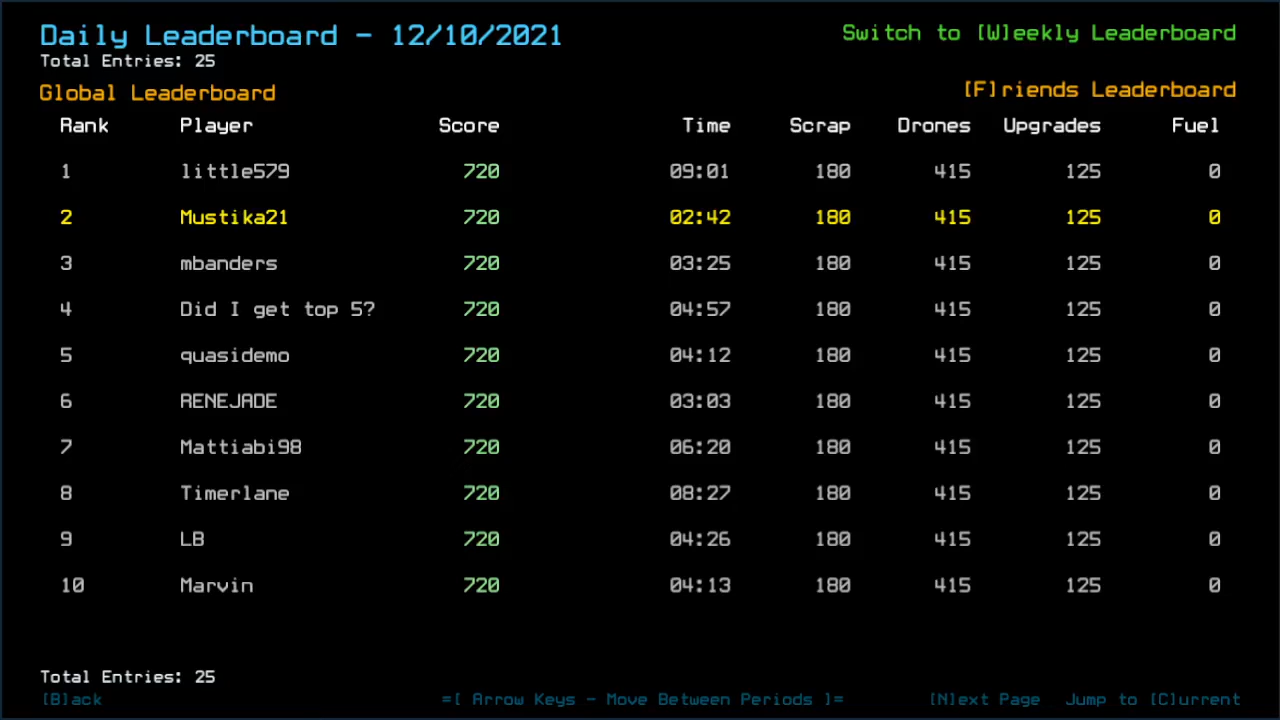 Daily Leaderboard - 12/10/2021 Switch to [W]eekly Leaderboard
Total Entries: 25
Global Leaderboard [F]riends Leaderboard
Rank Player Score Time Scrap Drones Upgrades Fuel
1 little579 720 09:01 180 415 125 0
2 Mustika21 720 02:42 180 415 125 0
3 mbanders 720 03:25 180 415 125 0
4 Did I get top 5? 720 04:57 180 415 125 0
5 quasidemo 720 04:12 180 415 125 0
6 RENEJADE 720 03:03 180 415 125 0
7 Mattiabi98 720 06:20 180 415 125 0
8 Timerlane 720 08:27 180 415 125 0
9 LB 720 04:26 180 415 125 0
10 Marvin 720 04:13 180 415 125 0
Total Entries: 25
[B]ack =[ Arrow Keys - Move Between Periods ]= [N]ext Page Jump to [C]urrent